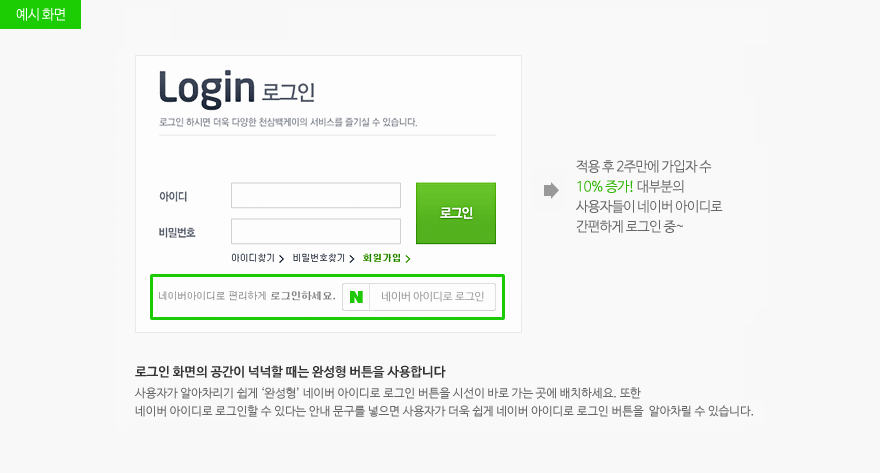 예시 화면
Login 로그인
로그인 하시면 더욱 다양한 천삼백케이의 서비스를 즐기실 수 있습니다.
아이디
비밀번호
로그인
아이디찾기 > 비밀번호찾기 > 회원가입 >
네이버아이디로 편리하게 로그인하세요.
N 네이버 아이디로 로그인
적용 후 2주만에 가입자 수
10% 증가! 대부분의
사용자들이 네이버 아이디로
간편하게 로그인 중~
로그인 화면의 공간이 넉넉할 때는 완성형 버튼을 사용합니다
사용자가 알아차리기 쉽게 ‘완성형’ 네이버 아이디로 로그인 버튼을 시선이 바로 가는 곳에 배치하세요. 또한
네이버 아이디로 로그인할 수 있다는 안내 문구를 넣으면 사용자가 더욱 쉽게 네이버 아이디로 로그인 버튼을 알아차릴 수 있습니다.